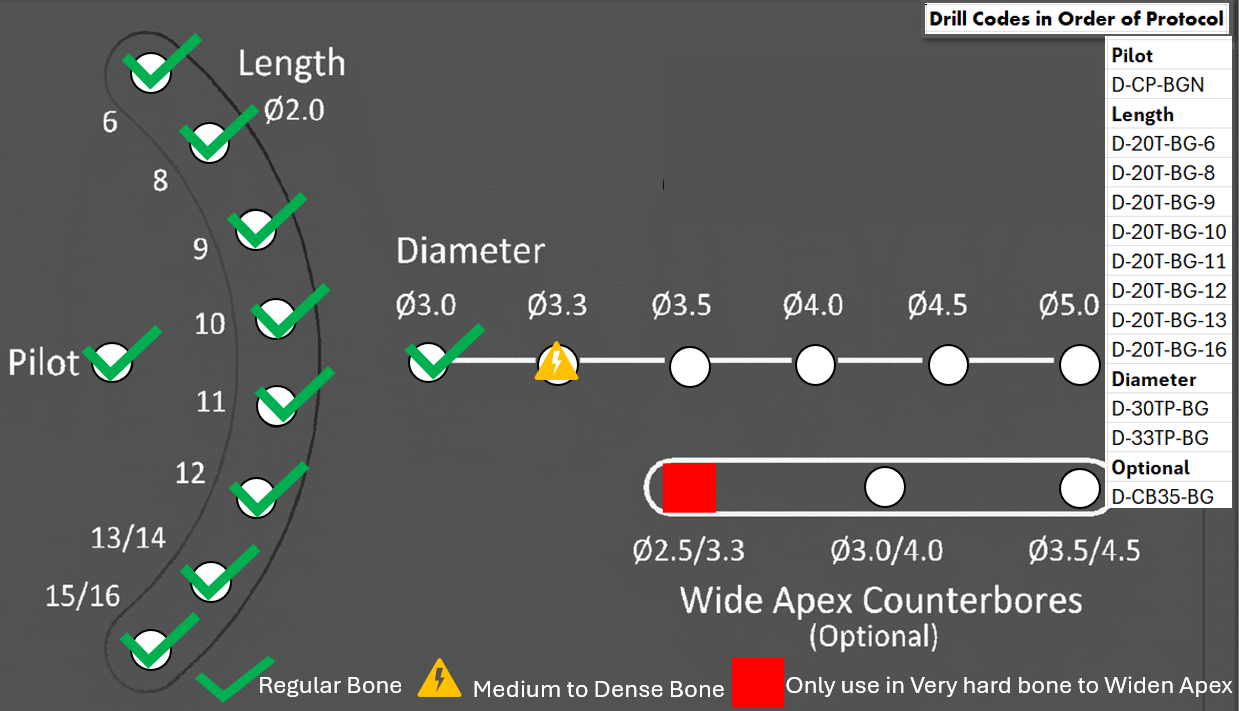 Drill Codes in Order of Protocol
Pilot
D-CP-BGN
Length
D-20T-BG-6
D-20T-BG-8
D-20T-BG-9
D-20T-BG-10
D-20T-BG-11
D-20T-BG-12
D-20T-BG-13
D-20T-BG-16
Diameter
D-30TP-BG
D-33TP-BG
Optional
D-CB35-BG
Length
Ø2.0
6
8
9
10
Pilot
11
12
13/14
15/16
Diameter
Ø3.0 Ø3.3 Ø3.5 Ø4.0 Ø4.5 Ø5.0
Ø2.5/3.3 Ø3.0/4.0 Ø3.5/4.5
Wide Apex Counterbores
(Optional)
Regular Bone Medium to Dense Bone Only use in Very hard bone to Widen Apex